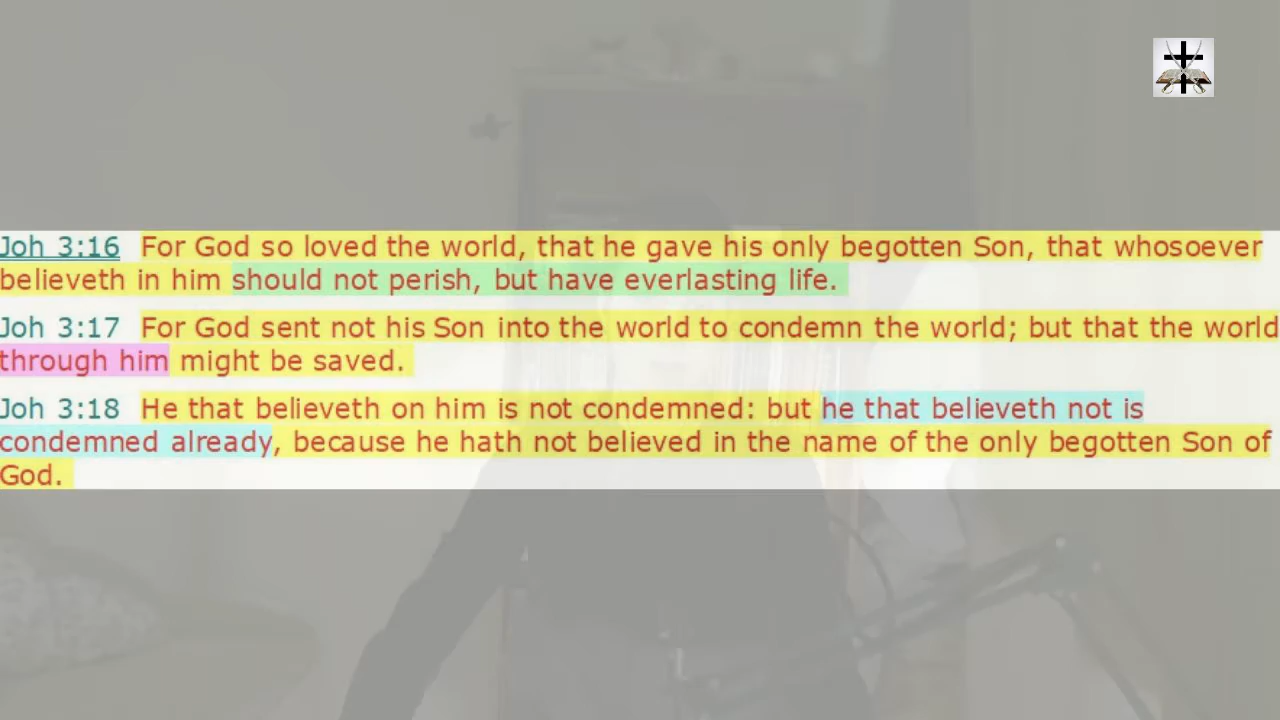 Joh 3:16 For God so loved the world, that he gave his only begotten Son, that whosoever
believeth in him should not perish, but have everlasting life.
Joh 3:17 For God sent not his Son into the world to condemn the world; but that the world
through him might be saved.
Joh 3:18 He that believeth on him is not condemned: but he that believeth not is
condemned already, because he hath not believed in the name of the only begotten Son of
God.